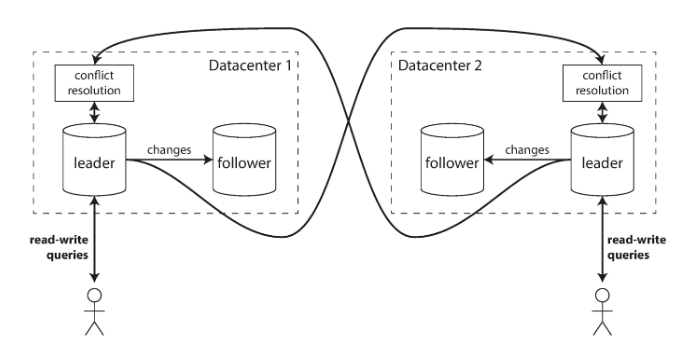 Datacenter 1
conflict
resolution
leader
changes
follower
read-write
queries
Datacenter 2
conflict
resolution
follower
changes
leader
read-write
queries